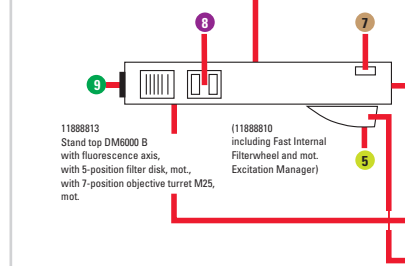 8
7
9
11888813
Stand top DM6000 B
with fluorescence axis,
with 5-position filter disk, mot.,
with 7-position objective turret M25,
mot.
(11888810
including Fast Internal
Filterwheel and mot.
Excitation Manager)
5